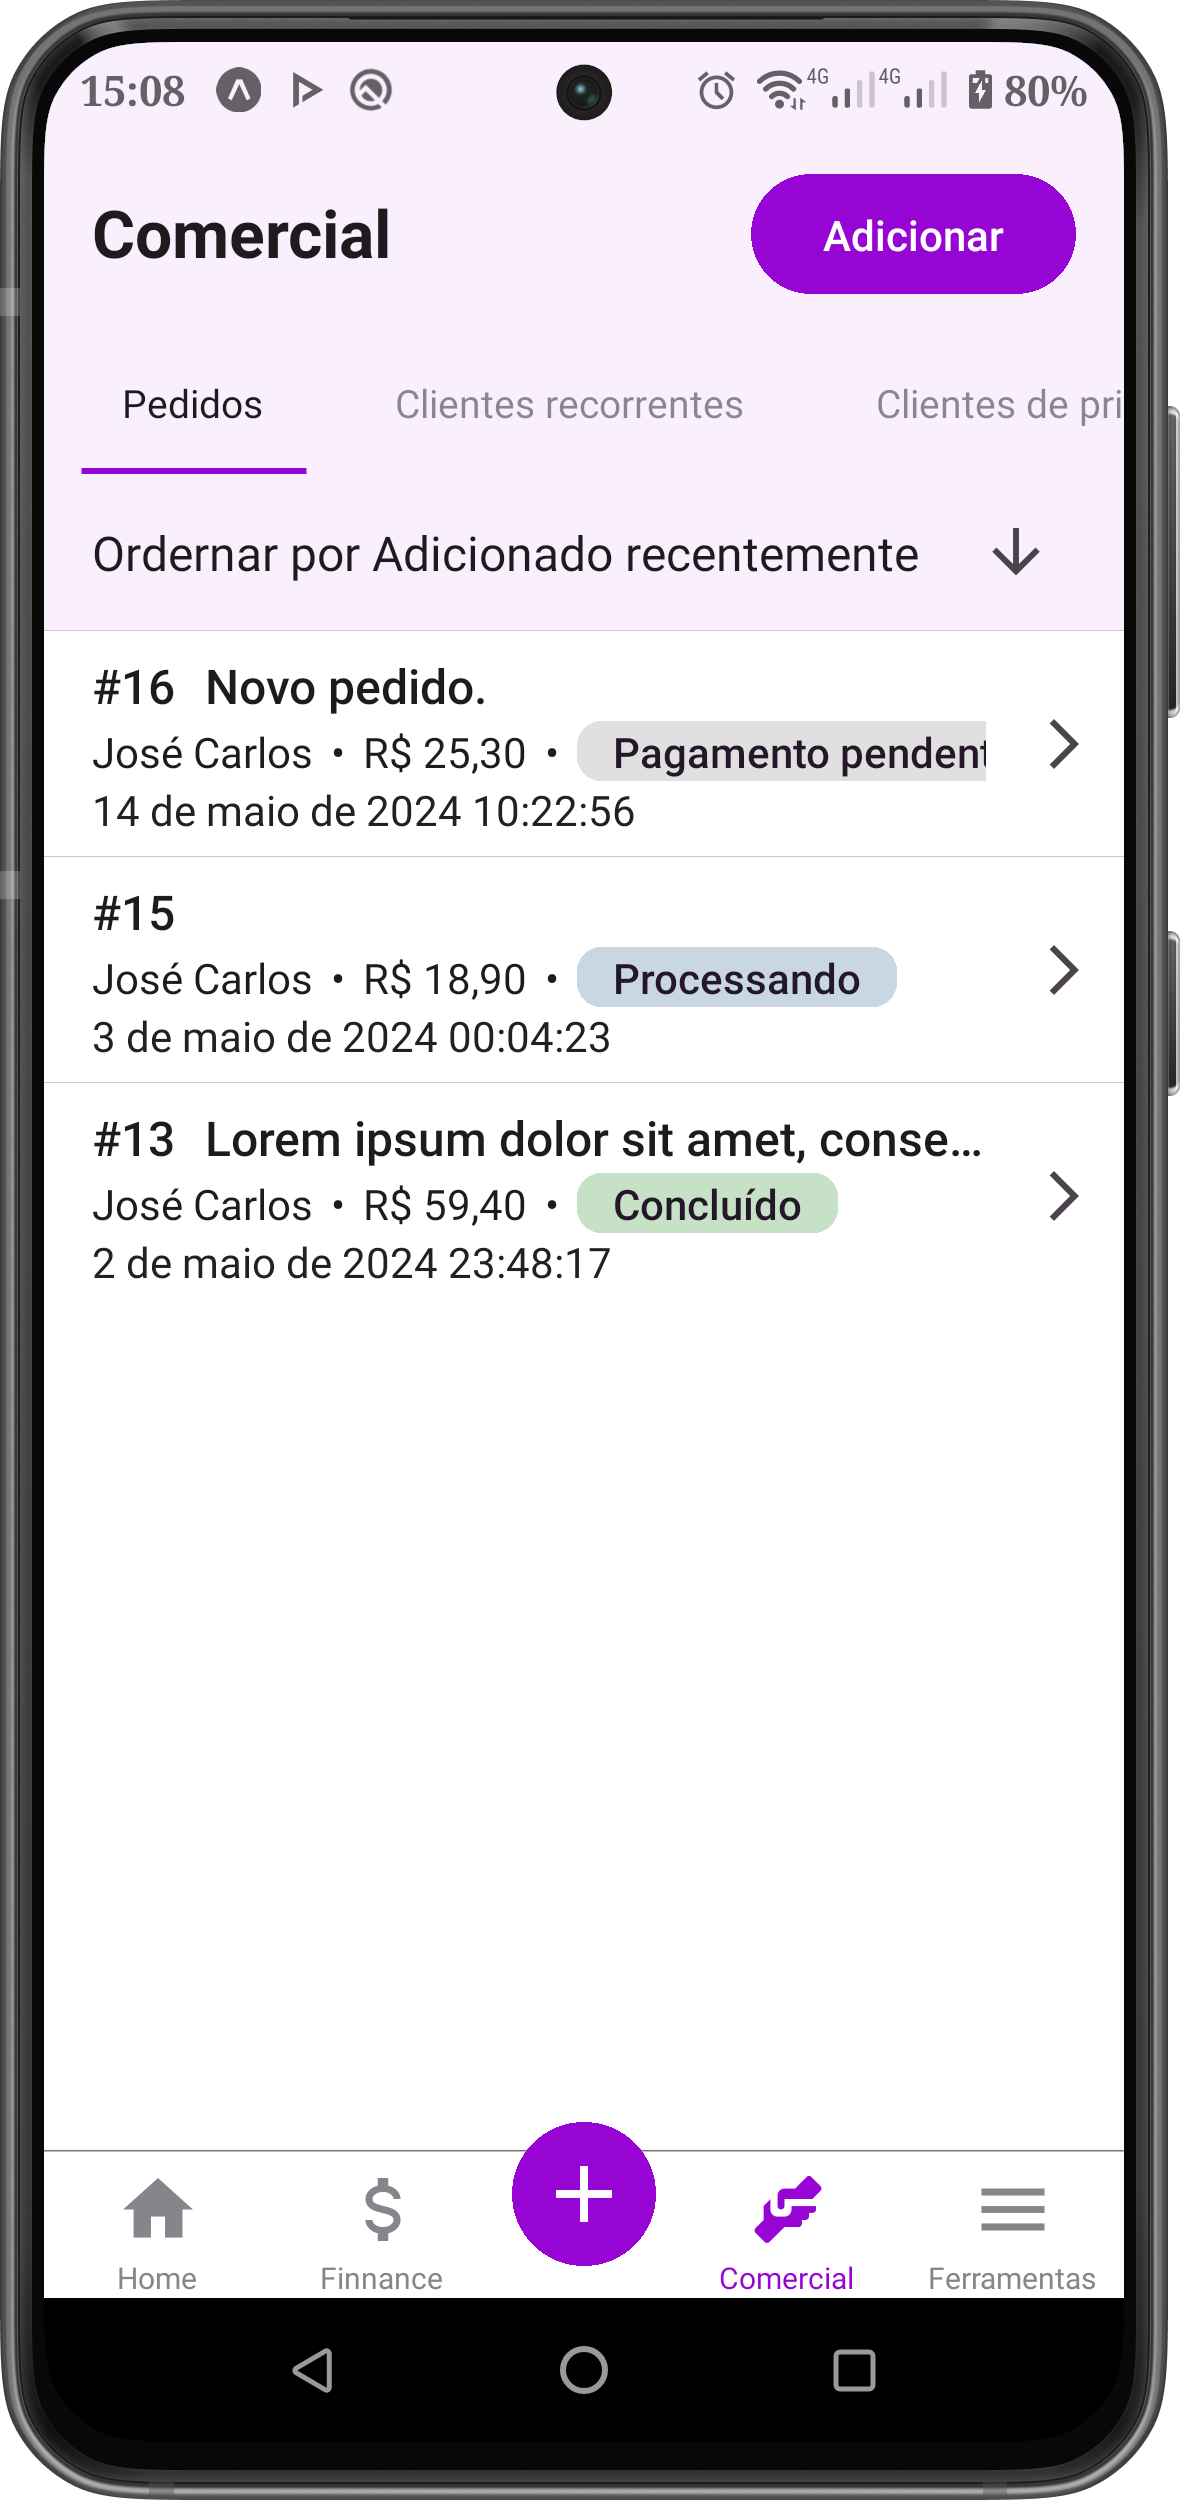 15:08 4G 4G 80%
Comercial Adicionar
Pedidos Clientes recorrentes Clientes de pri
Ordernar por Adicionado recentemente
#16 Novo pedido.
José Carlos • R$ 25,30 • Pagamento pendent
14 de maio de 2024 10:22:56
#15
José Carlos • R$ 18,90 • Processando
3 de maio de 2024 00:04:23
#13 Lorem ipsum dolor sit amet, conse...
José Carlos • R$ 59,40 • Concluído
2 de maio de 2024 23:48:17
Home Finnance Comercial Ferramentas